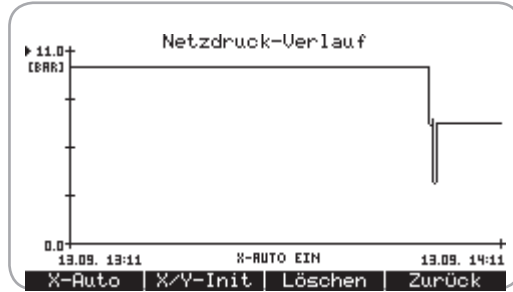 Netzdruck-Verlauf
11.0
[BAR]
0.0
13.09. 13:11 X-AUTO EIN 13.09. 14:11
X-Auto X/Y-Init Löschen Zurück